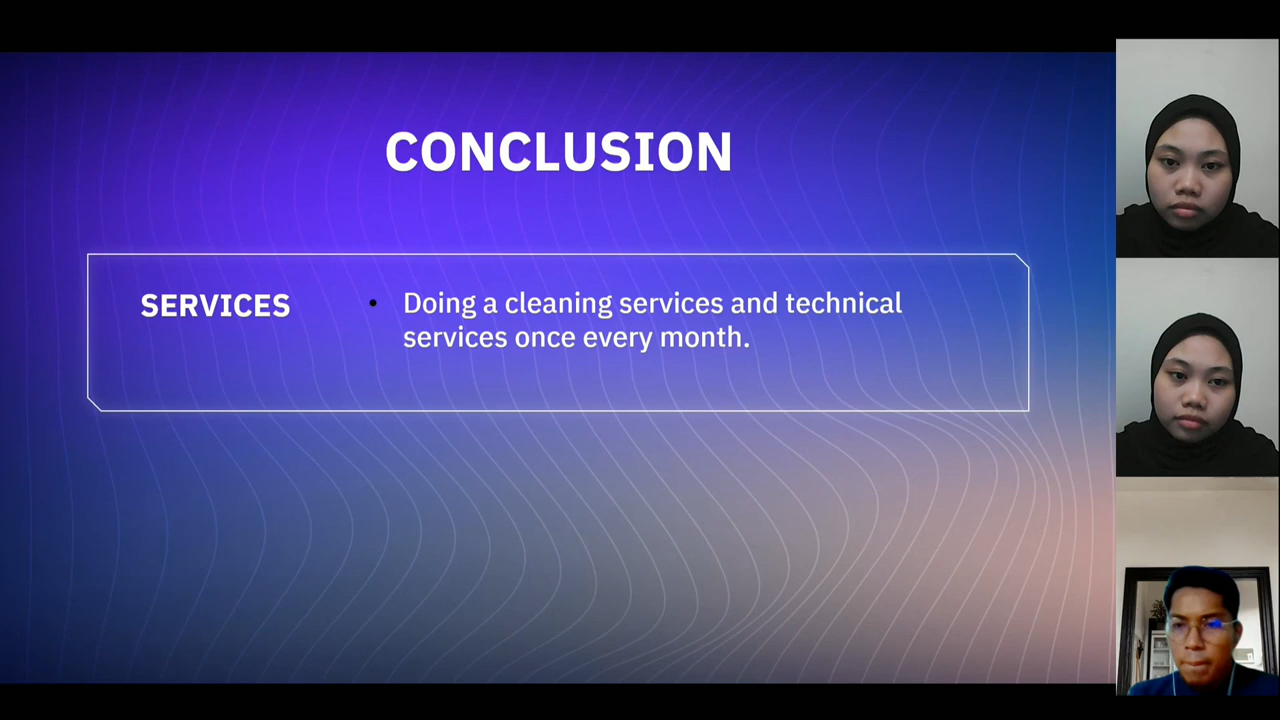 CONCLUSION
SERVICES
• Doing a cleaning services and technical
services once every month.